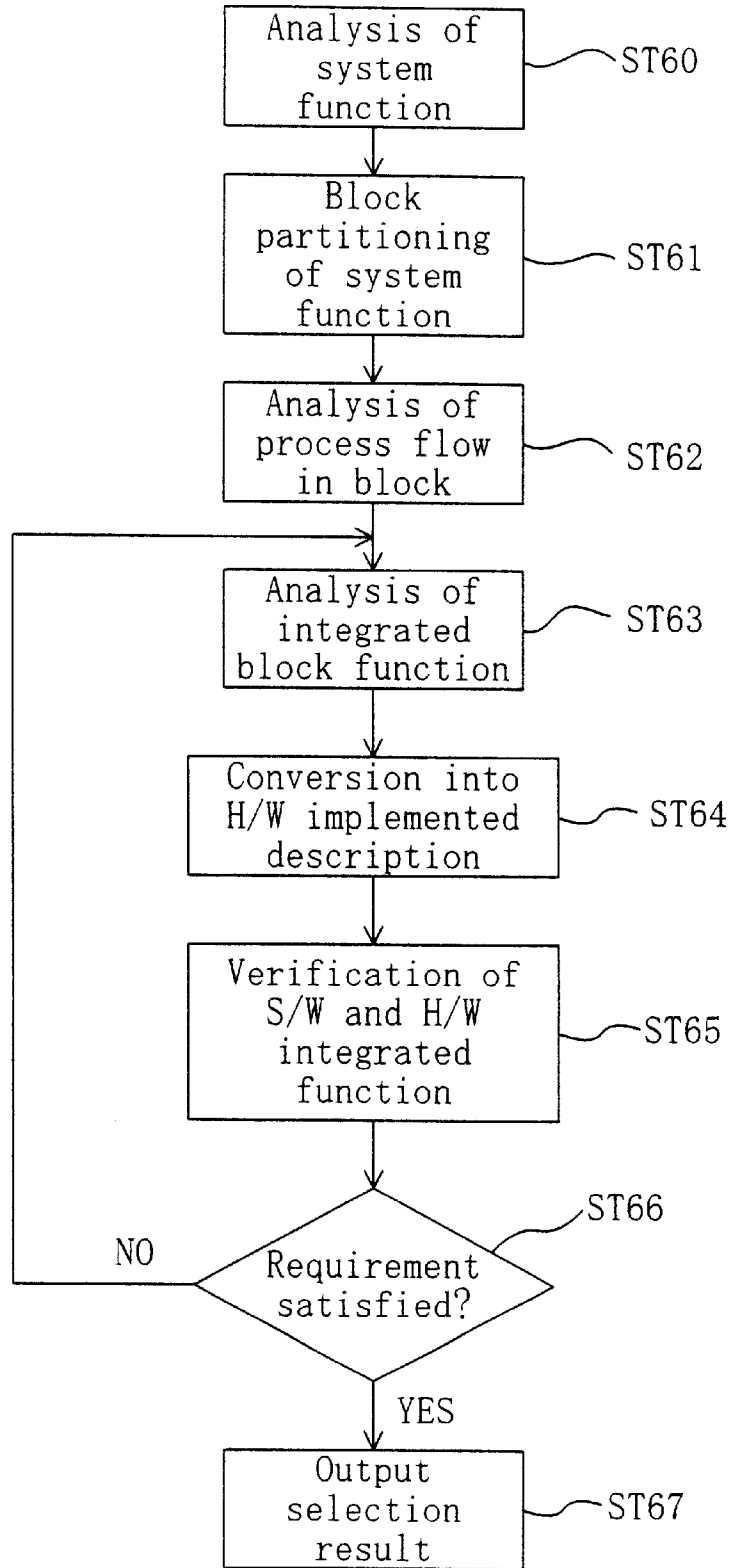 Analysis of
system
function
ST60
Block
partitioning
of system
function
ST61
Analysis of
process flow
in block
ST62
Analysis of
integrated
block function
ST63
Conversion into
H/W implemented
description
ST64
Verification of
S/W and H/W
integrated
function
ST65
ST66
NO
Requirement
satisfied?
YES
Output
selection
result
ST67